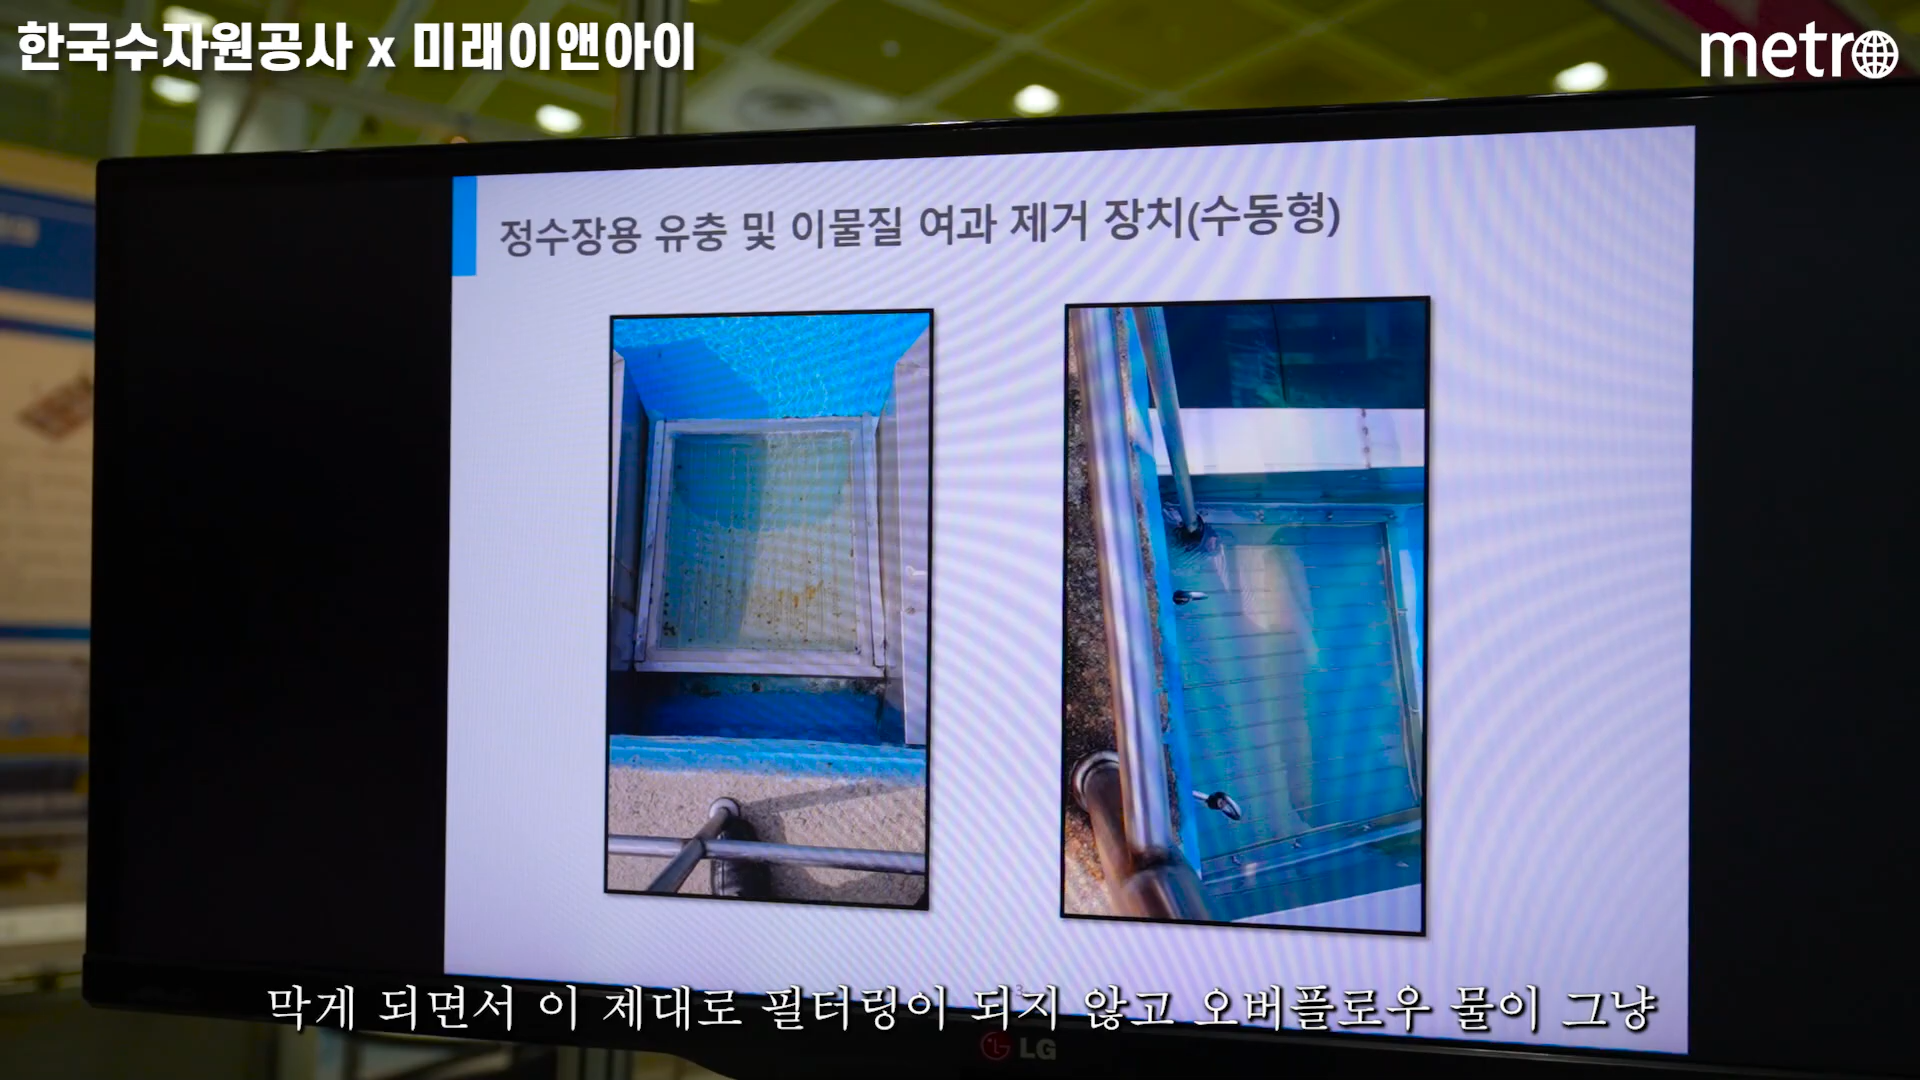 한국수자원공사 x 미래이앤아이
metro
정수장용 유충 및 이물질 여과 제거 장치(수동형)
3
막게 되면서 이 제대로 필터링이 되지 않고 오버플로우 물이 그냥
LG